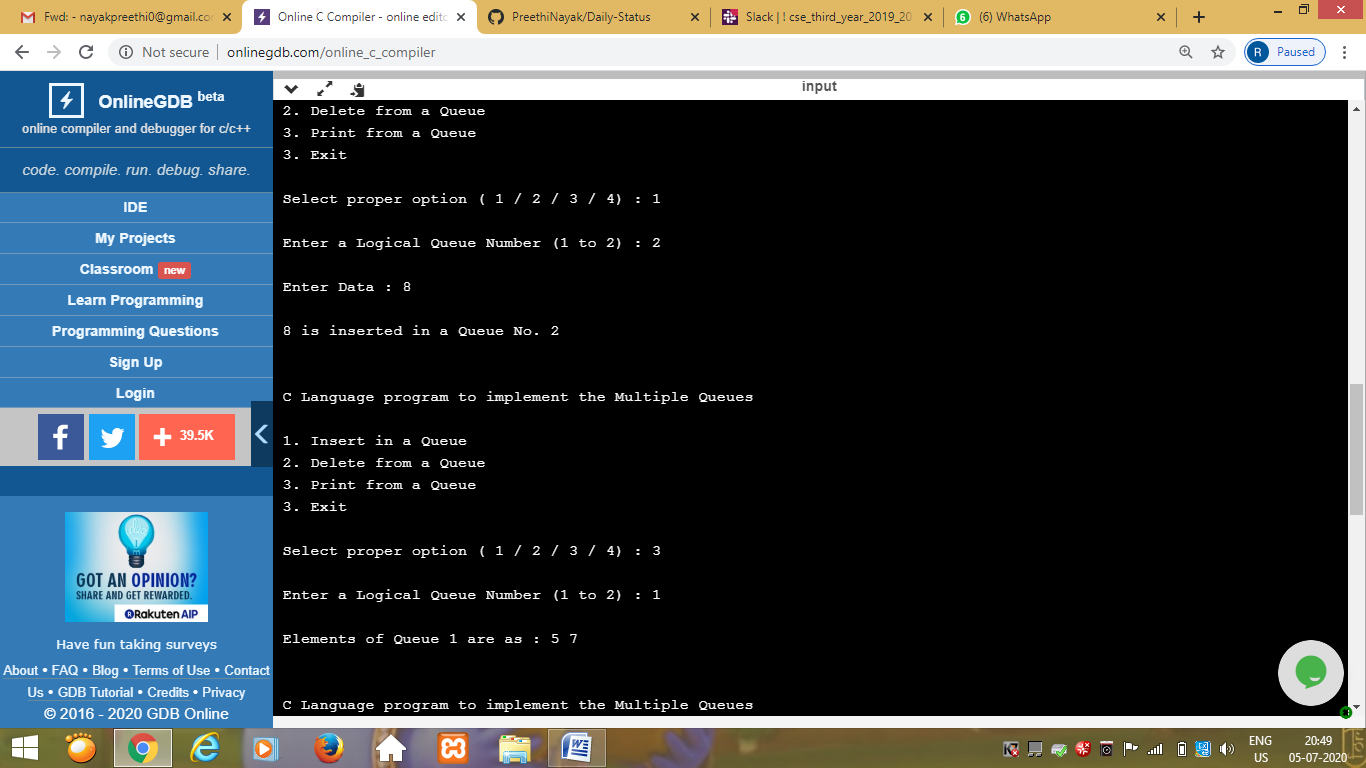 Fwd: - nayakpreethi0@gmail.com
Online C Compiler - online edito
PreethiNayak/Daily-Status
Slack | ! cse_third_year_2019_20
(6) WhatsApp
Not secure | onlinegdb.com/online_c_compiler
R Paused
OnlineGDB beta
online compiler and debugger for c/c++
code. compile. run. debug. share.
IDE
My Projects
Classroom new
Learn Programming
Programming Questions
Sign Up
Login
39.5K
GOT AN OPINION?
SHARE AND GET REWARDED.
Rakuten AIP
Have fun taking surveys
About • FAQ • Blog • Terms of Use • Contact
Us • GDB Tutorial • Credits • Privacy
© 2016 - 2020 GDB Online
input
2. Delete from a Queue
3. Print from a Queue
3. Exit
Select proper option ( 1 / 2 / 3 / 4) : 1
Enter a Logical Queue Number (1 to 2) : 2
Enter Data : 8
8 is inserted in a Queue No. 2
C Language program to implement the Multiple Queues
1. Insert in a Queue
2. Delete from a Queue
3. Print from a Queue
3. Exit
Select proper option ( 1 / 2 / 3 / 4) : 3
Enter a Logical Queue Number (1 to 2) : 1
Elements of Queue 1 are as : 5 7
C Language program to implement the Multiple Queues
ENG
US
20:49
05-07-2020